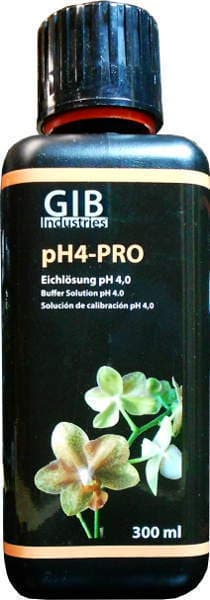 GIB
Industries
pH4-PRO
Eichlösung pH 4,0
Buffer Solution pH 4.0
Solución de calibración pH 4,0
300 ml